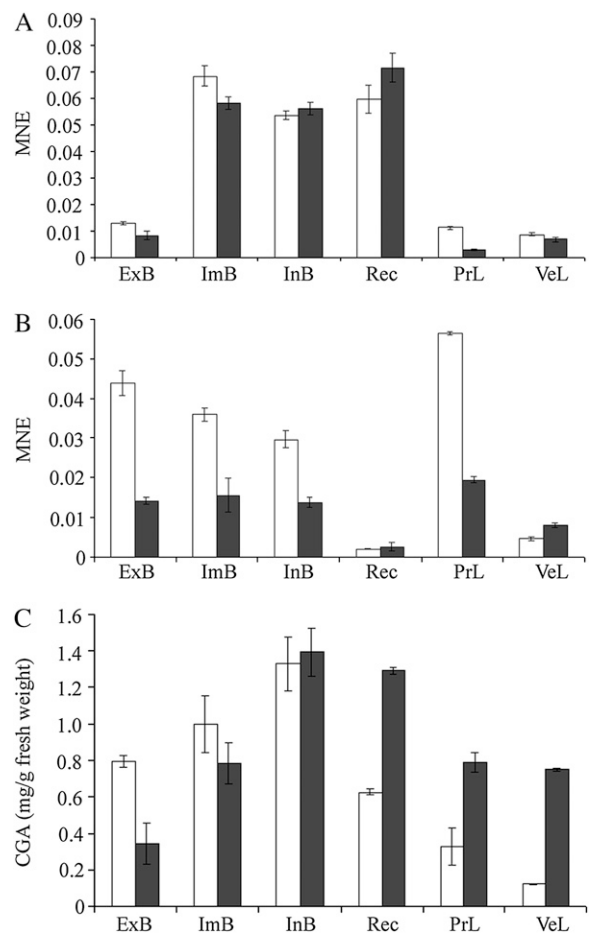 A
MNE
0.09
0.08
0.07
0.06
0.05
0.04
0.03
0.02
0.01
0
ExB ImB InB Rec PrL VeL
B
MNE
0.06
0.05
0.04
0.03
0.02
0.01
0
ExB ImB InB Rec PrL VeL
C
CGA (mg/g fresh weight)
1.6
1.4
1.2
1.0
0.8
0.6
0.4
0.2
0
ExB ImB InB Rec PrL VeL